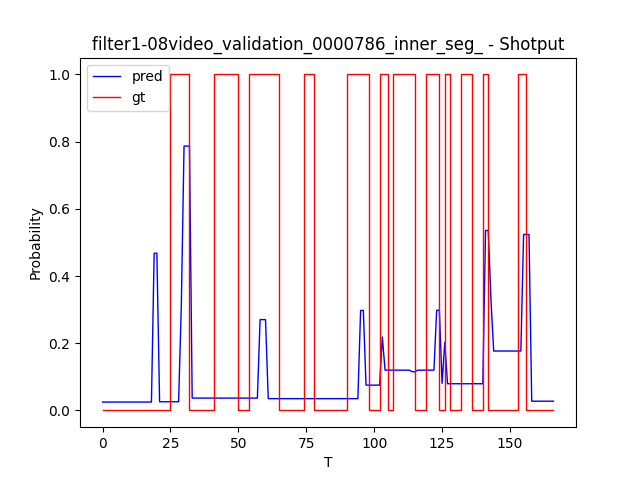 filter1-08video_validation_0000786_inner_seg_ - Shotput
pred
gt
1.0
0.8
0.6
0.4
0.2
0.0
Probability
0 25 50 75 100 125 150
T